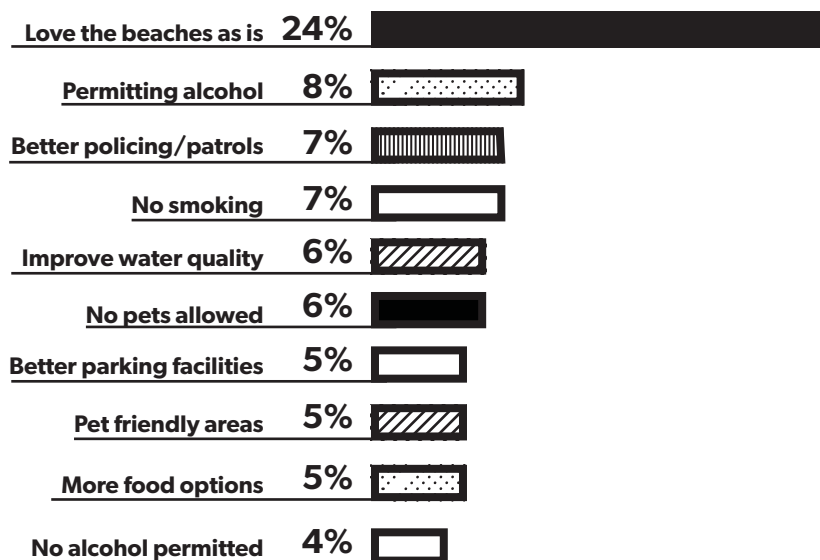 Love the beaches as is 24%
Permitting alcohol 8%
Better policing/patrols 7%
No smoking 7%
Improve water quality 6%
No pets allowed 6%
Better parking facilities 5%
Pet friendly areas 5%
More food options 5%
No alcohol permitted 4%